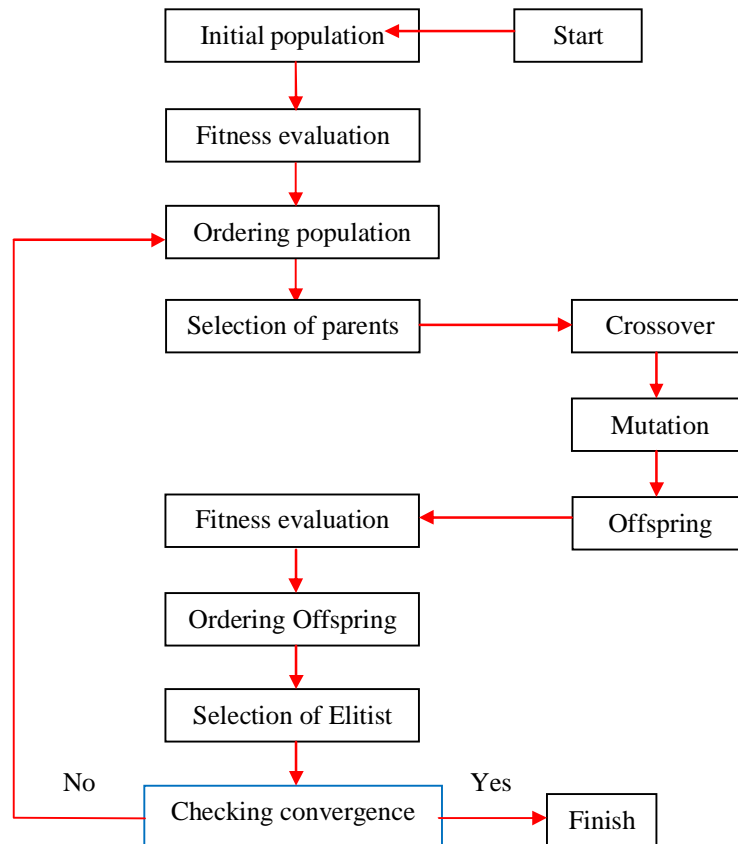 Initial population
Start
Fitness evaluation
Ordering population
Selection of parents
Crossover
Mutation
Fitness evaluation
Offspring
Ordering Offspring
Selection of Elitist
No
Checking convergence
Yes
Finish